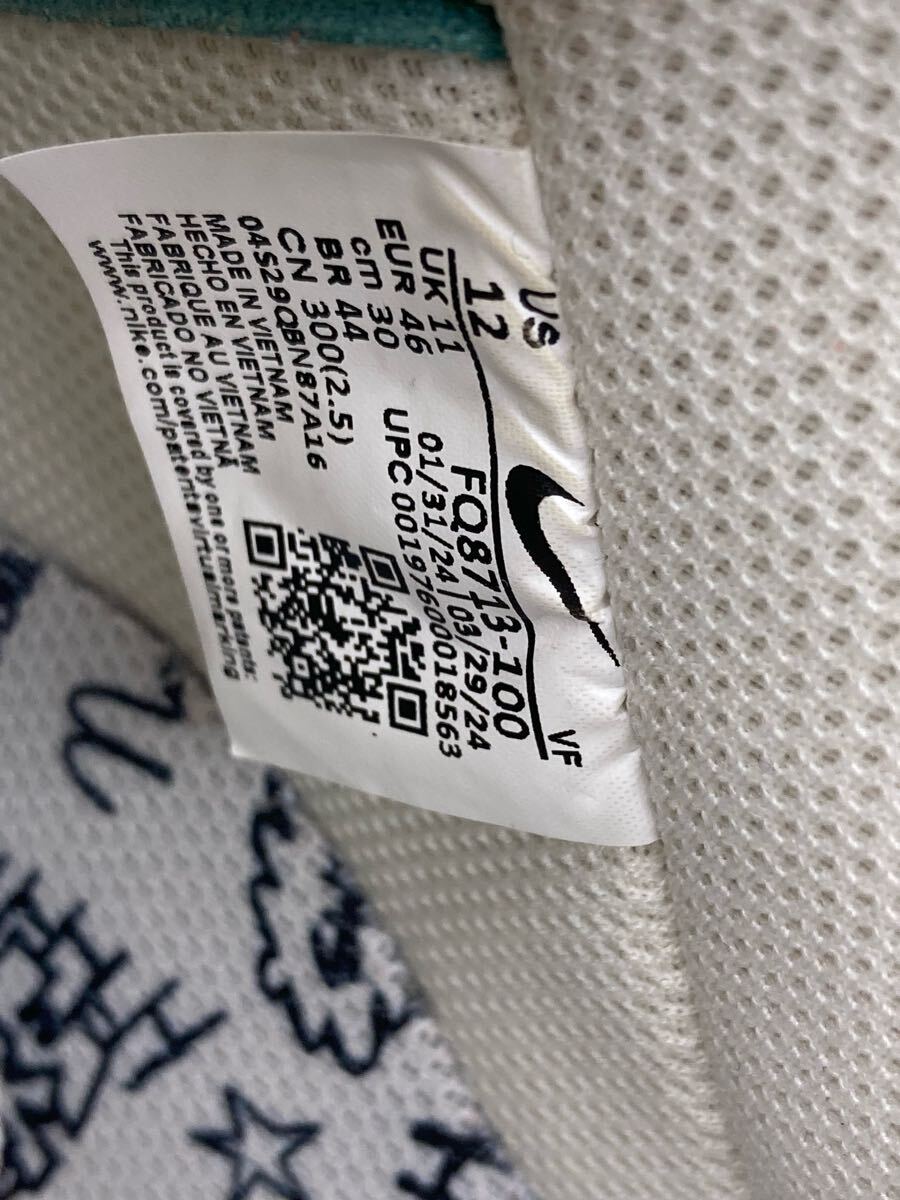 US VF
12
UK 11 FQ8713-100
EUR 46 01/31/24 | 03/29/24
cm 30 UPC 00197600018563
BR 44
CN 300(2.5)
04S29QBN87A16
MADE IN VIETNAM
HECHO EN VIETNAM
FABRIQUE AU VIETNAM
FABRICADO NO VIETNÃ
This product is covered by one or more patents:
www.nike.com/patentsvirtualmarking
u
H
H